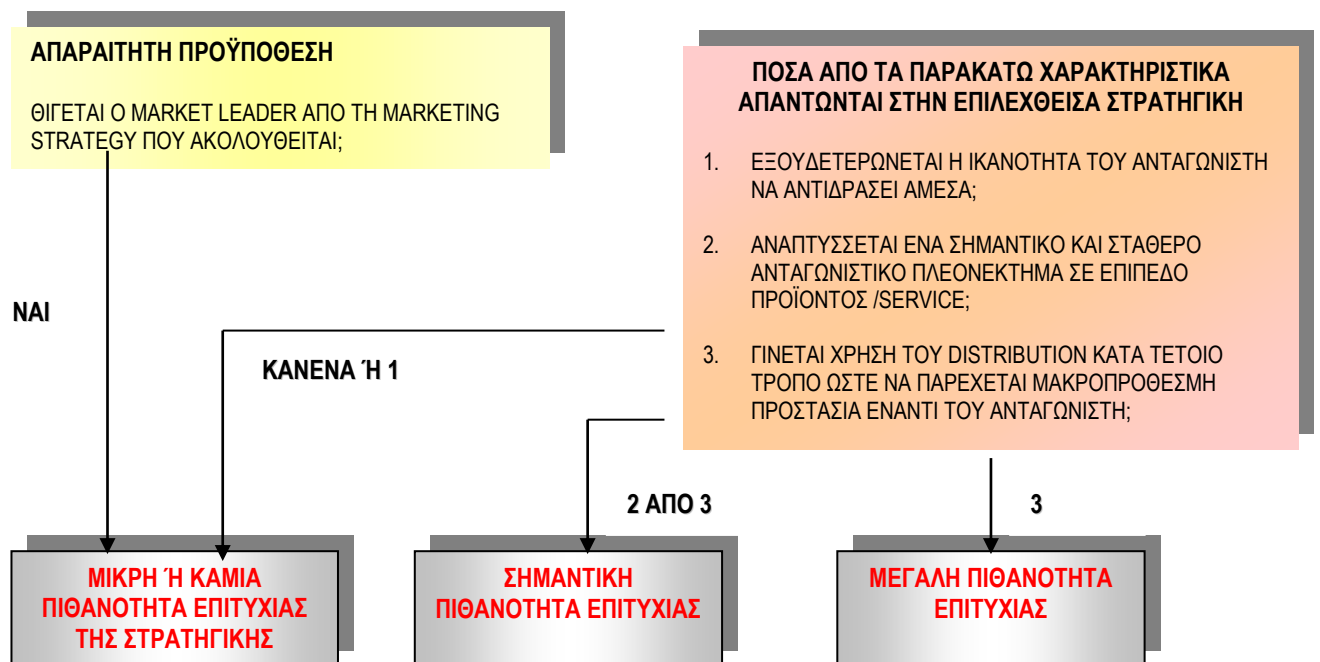 ΑΠΑΡΑΙΤΗΤΗ ΠΡΟΫΠΟΘΕΣΗ
ΘΙΓΕΤΑΙ Ο MARKET LEADER ΑΠΟ ΤΗ MARKETING
STRATEGY ΠΟΥ ΑΚΟΛΟΥΘΕΙΤΑΙ;
ΠΟΣΑ ΑΠΟ ΤΑ ΠΑΡΑΚΑΤΩ ΧΑΡΑΚΤΗΡΙΣΤΙΚΑ
ΑΠΑΝΤΩΝΤΑΙ ΣΤΗΝ ΕΠΙΛΕΧΘΕΙΣΑ ΣΤΡΑΤΗΓΙΚΗ
1. ΕΞΟΥΔΕΤΕΡΩΝΕΤΑΙ Η ΙΚΑΝΟΤΗΤΑ ΤΟΥ ΑΝΤΑΓΩΝΙΣΤΗ
ΝΑ ΑΝΤΙΔΡΑΣΕΙ ΑΜΕΣΑ;
2. ΑΝΑΠΤΥΣΣΕΤΑΙ ΕΝΑ ΣΗΜΑΝΤΙΚΟ ΚΑΙ ΣΤΑΘΕΡΟ
ΑΝΤΑΓΩΝΙΣΤΙΚΟ ΠΛΕΟΝΕΚΤΗΜΑ ΣΕ ΕΠΙΠΕΔΟ
ΠΡΟΪΟΝΤΟΣ /SERVICE;
3. ΓΙΝΕΤΑΙ ΧΡΗΣΗ ΤΟΥ DISTRIBUTION ΚΑΤΑ ΤΕΤΟΙΟ
ΤΡΟΠΟ ΩΣΤΕ ΝΑ ΠΑΡΕΧΕΤΑΙ ΜΑΚΡΟΠΡΟΘΕΣΜΗ
ΠΡΟΣΤΑΣΙΑ ΕΝΑΝΤΙ ΤΟΥ ΑΝΤΑΓΩΝΙΣΤΗ;
ΝΑΙ
ΚΑΝΕΝΑ Ή 1
2 ΑΠΟ 3
3
ΜΙΚΡΗ Ή ΚΑΜΙΑ
ΠΙΘΑΝΟΤΗΤΑ ΕΠΙΤΥΧΙΑΣ
ΤΗΣ ΣΤΡΑΤΗΓΙΚΗΣ
ΣΗΜΑΝΤΙΚΗ
ΠΙΘΑΝΟΤΗΤΑ ΕΠΙΤΥΧΙΑΣ
ΜΕΓΑΛΗ ΠΙΘΑΝΟΤΗΤΑ
ΕΠΙΤΥΧΙΑΣ